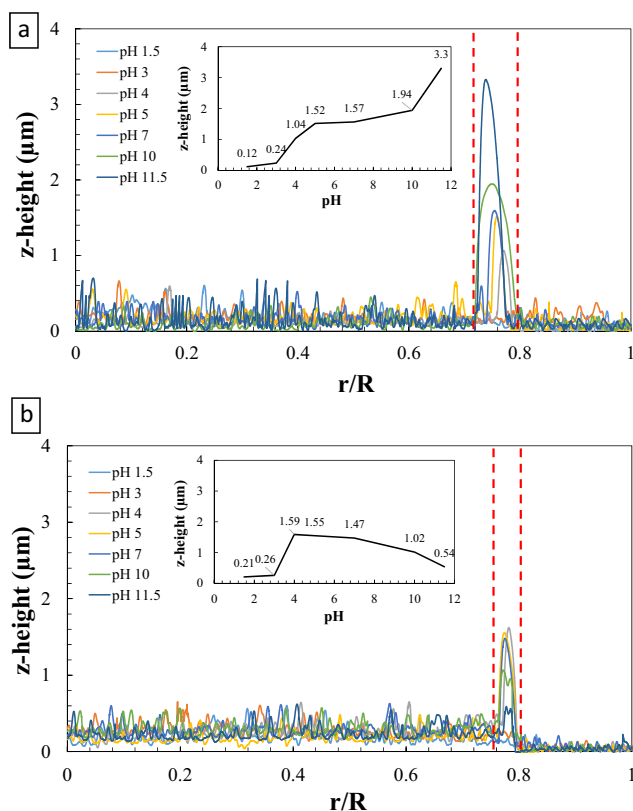 a
z-height (µm)
4
3
2
1
0
pH 1.5
pH 3
pH 4
pH 5
pH 7
pH 10
pH 11.5
z-height (µm)
4
3
2
1
0
0.12
0.24
1.04
1.52
1.57
1.94
3.3
0 2 4 6 8 10 12
pH
0 0.2 0.4 0.6 0.8 1
r/R
b
z-height (µm)
4
3
2
1
0
pH 1.5
pH 3
pH 4
pH 5
pH 7
pH 10
pH 11.5
z-height (µm)
4
3
2
1
0
0.21
0.26
1.59
1.55
1.47
1.02
0.54
0 2 4 6 8 10 12
pH
0 0.2 0.4 0.6 0.8 1
r/R